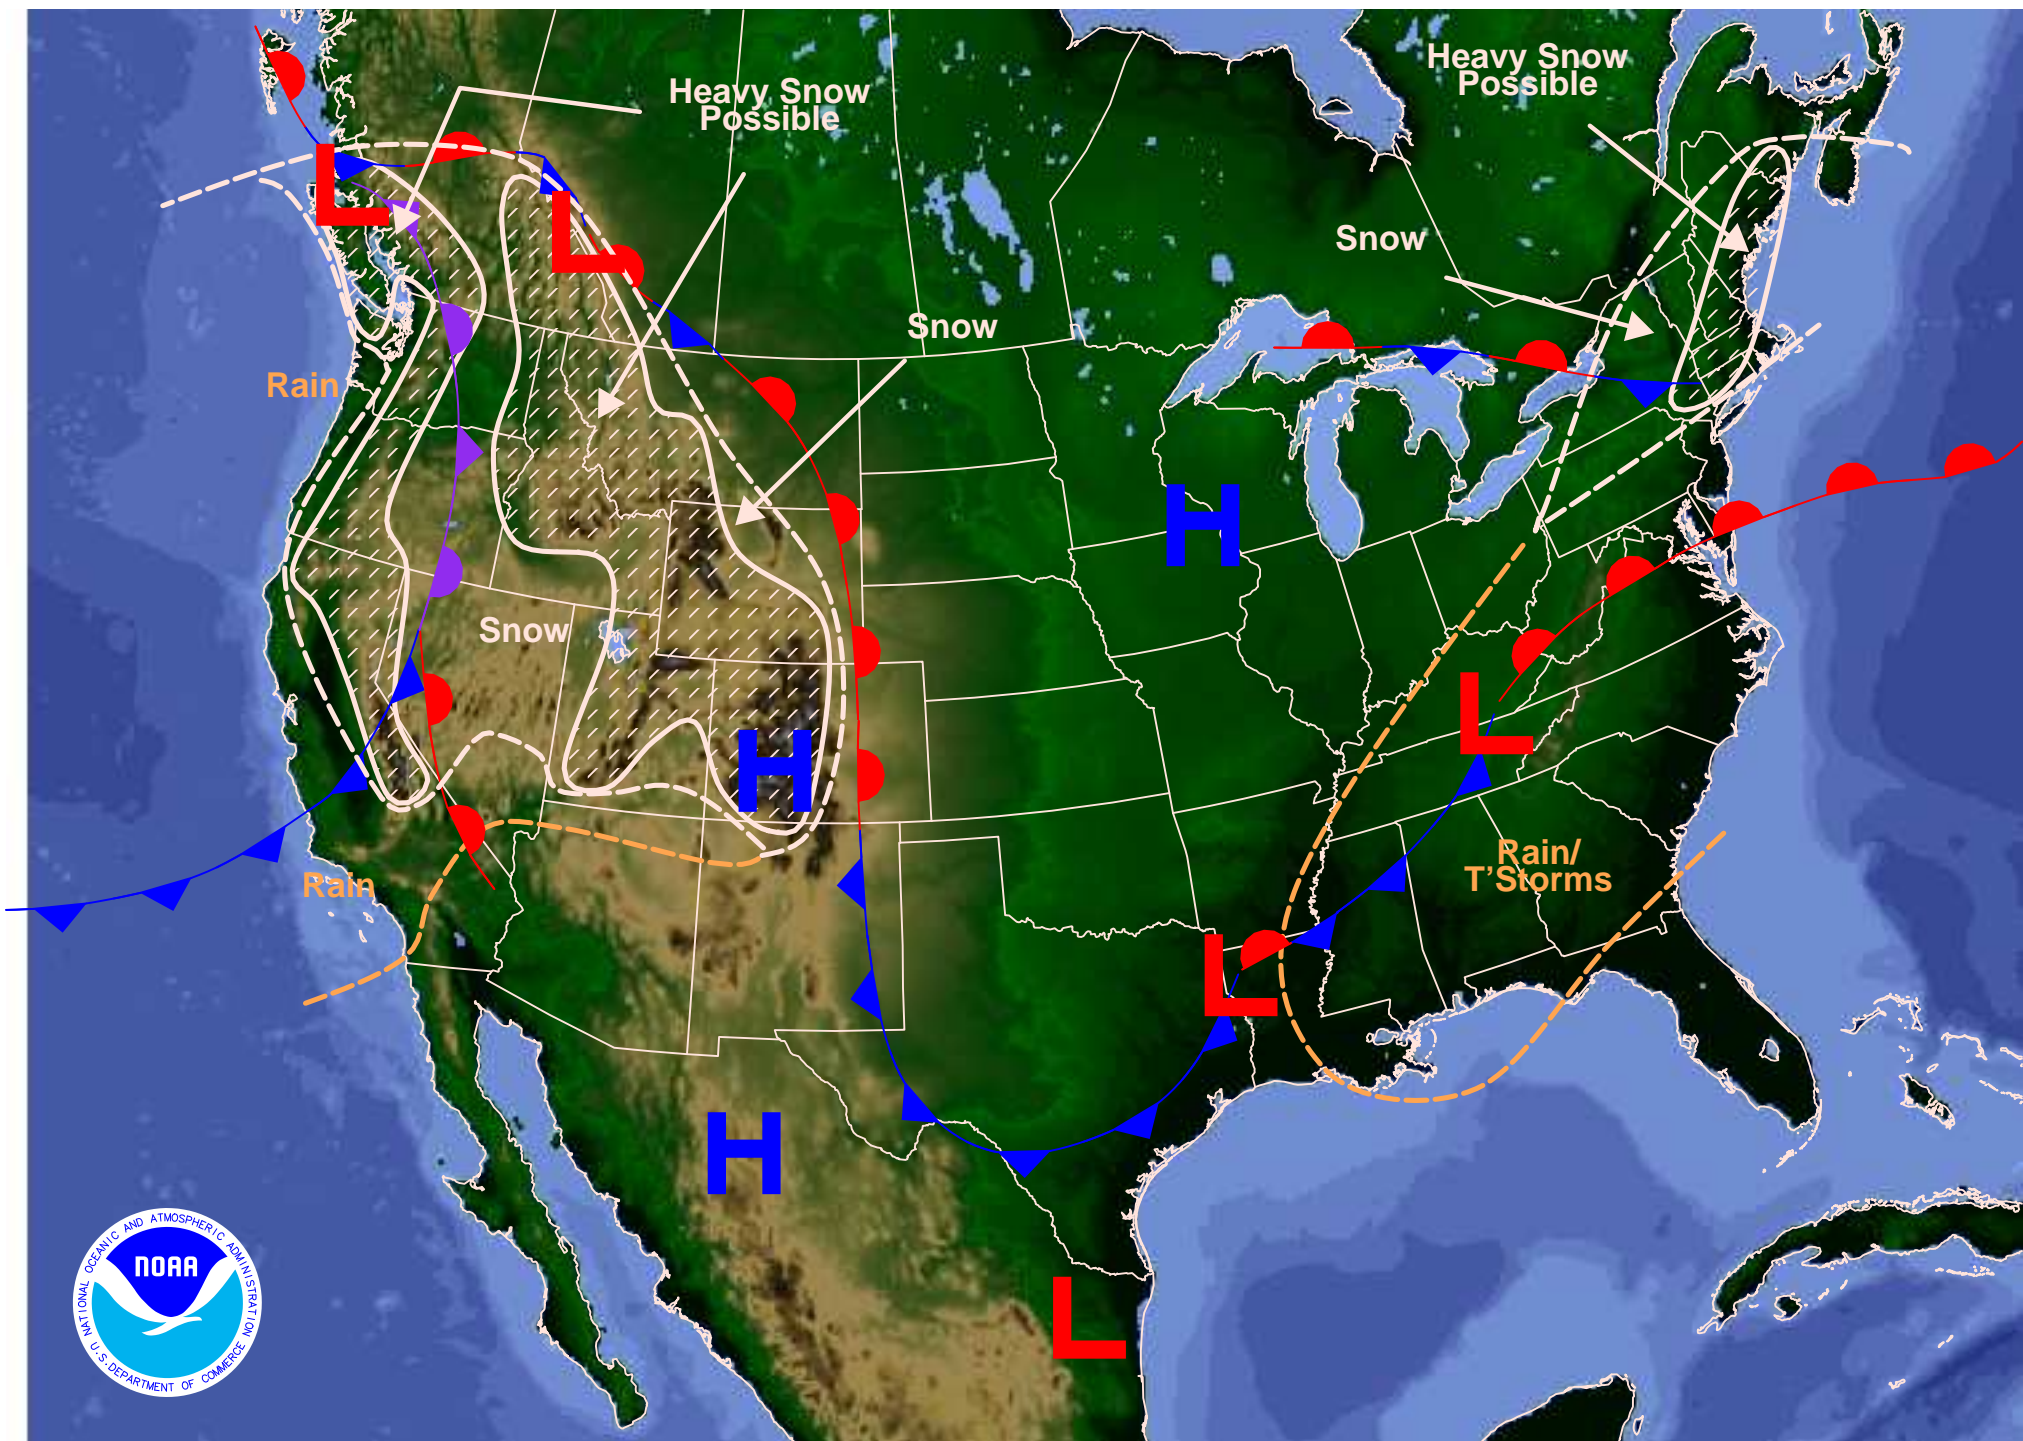 Heavy Snow
Possible
Heavy Snow
Possible
Snow
Snow
Rain
Snow
H
L
L
H
L
H
L
H
L
Rain
Rain/
T'Storms
NOAA
NATIONAL OCEANIC AND ATMOSPHERIC ADMINISTRATION
U.S. DEPARTMENT OF COMMERCE